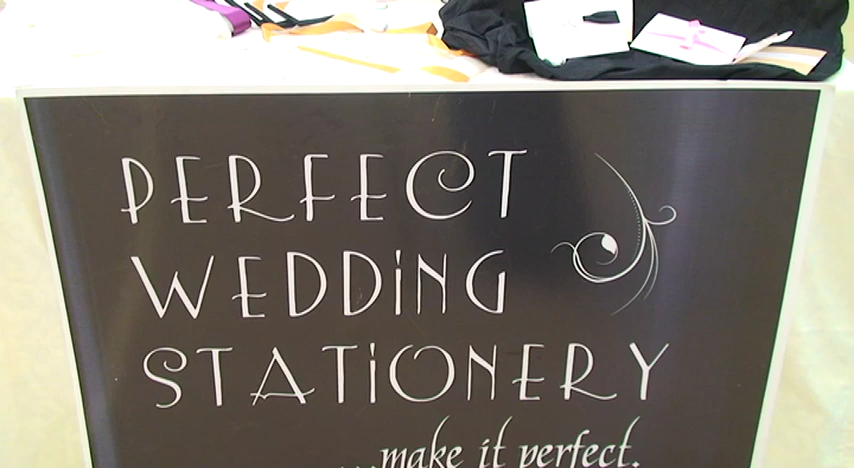 PERFECT
WEDDiNG
STATiONERY
...make it perfect.